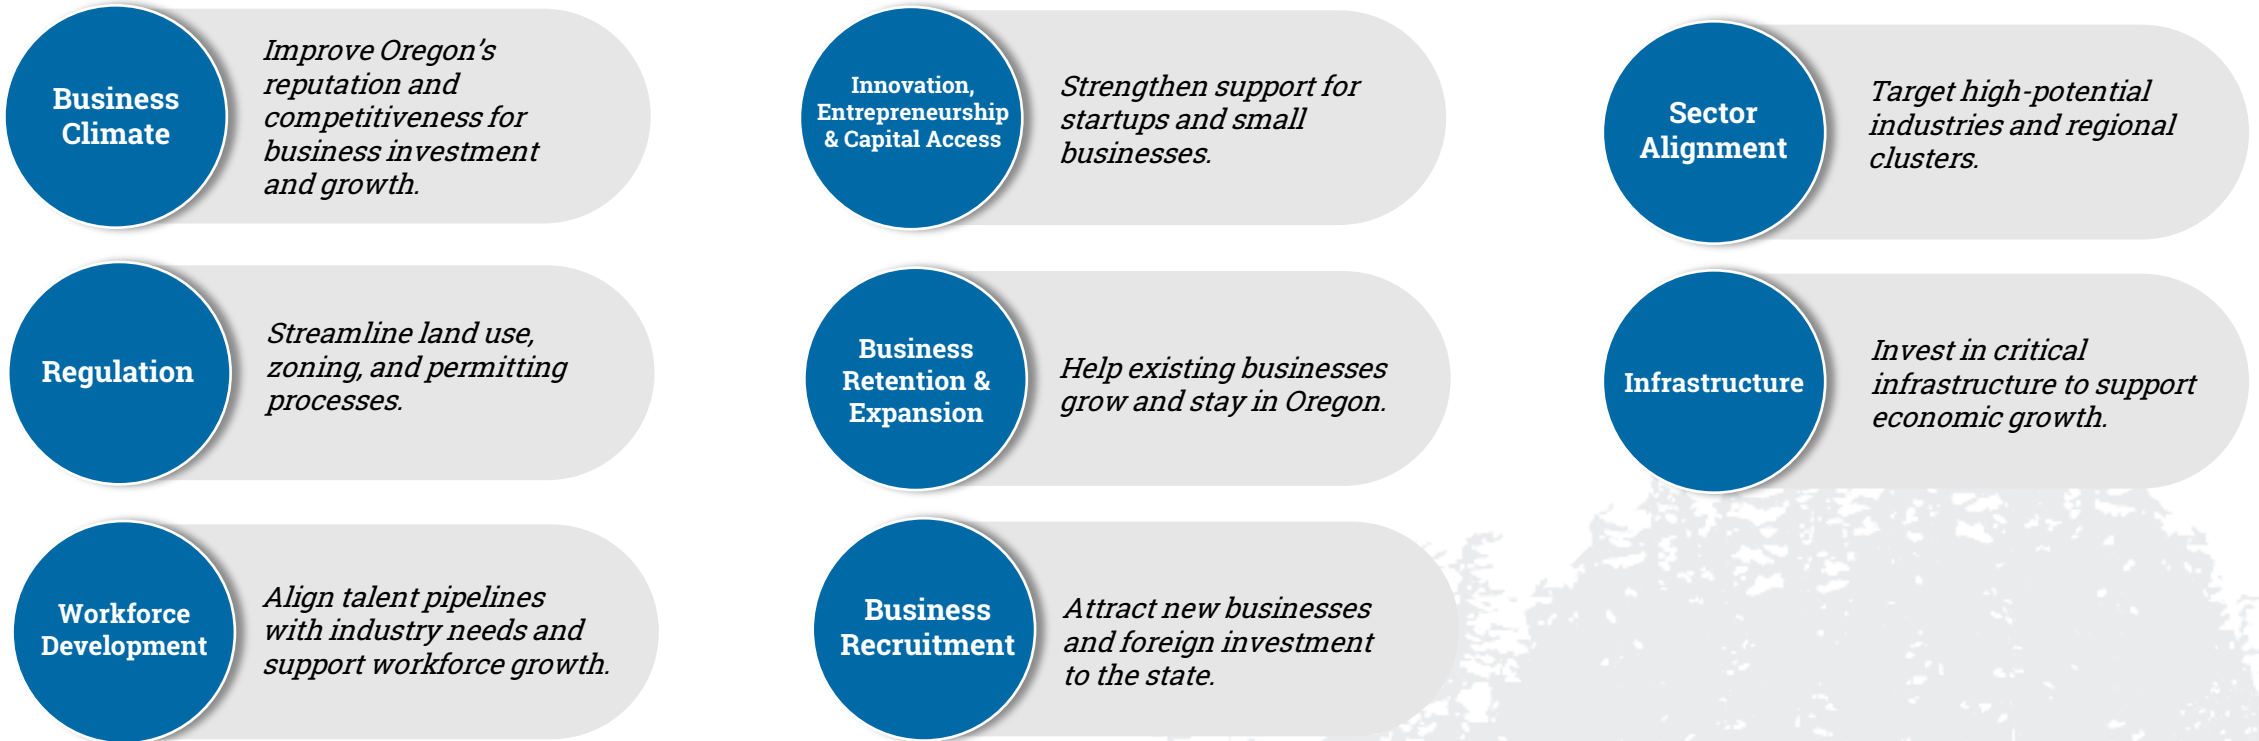 Business
Climate
Improve Oregon's
reputation and
competitiveness for
business investment
and growth.
Regulation
Streamline land use,
zoning, and permitting
processes.
Workforce
Development
Align talent pipelines
with industry needs and
support workforce growth.
Innovation,
Entrepreneurship
& Capital Access
Strengthen support for
startups and small
businesses.
Business
Retention &
Expansion
Help existing businesses
grow and stay in Oregon.
Business
Recruitment
Attract new businesses
and foreign investment
to the state.
Sector
Alignment
Target high-potential
industries and regional
clusters.
Infrastructure
Invest in critical
infrastructure to support
economic growth.